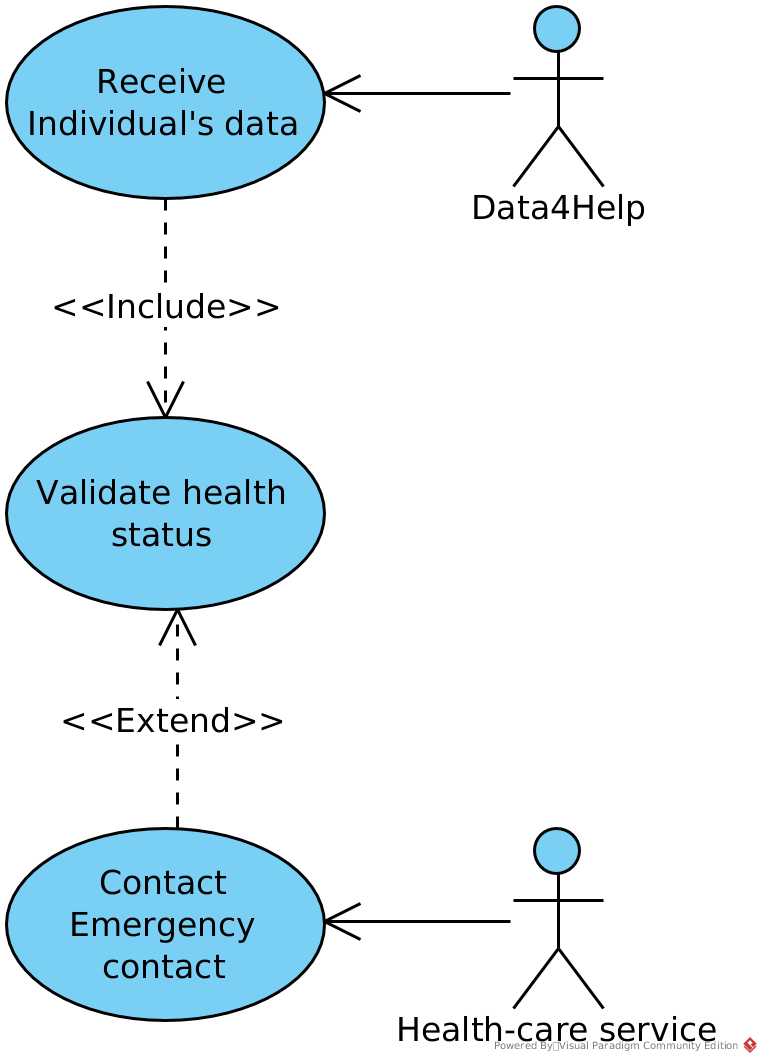 Receive
Individual's data
Data4Help
<<Include>>
Validate health
status
<<Extend>>
Contact
Emergency
contact
Health-care service
Powered By Visual Paradigm Community Edition